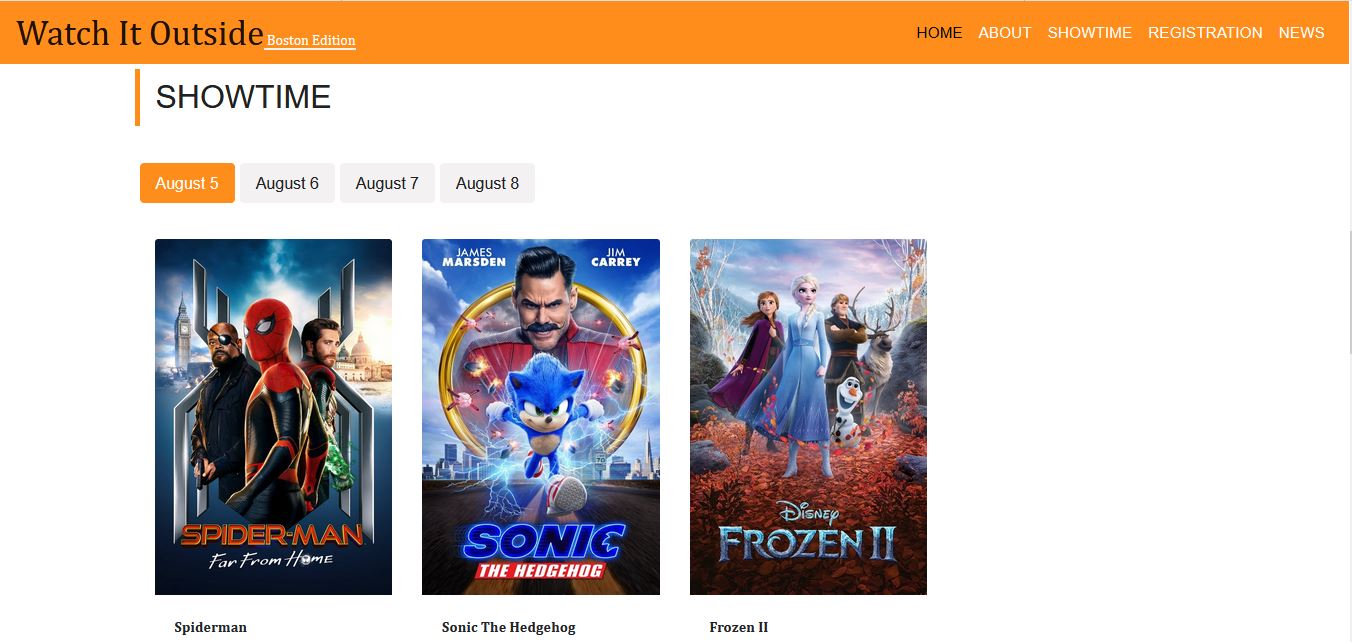 Watch It Outside Boston Edition
HOME ABOUT SHOWTIME REGISTRATION NEWS
SHOWTIME
August 5 August 6 August 7 August 8
SPIDER-MAN
Far From Home
JAMES MARSDEN
JIM CARREY
SONIC
THE HEDGEHOG
Disney
FROZEN II
Spiderman
Sonic The Hedgehog
Frozen II